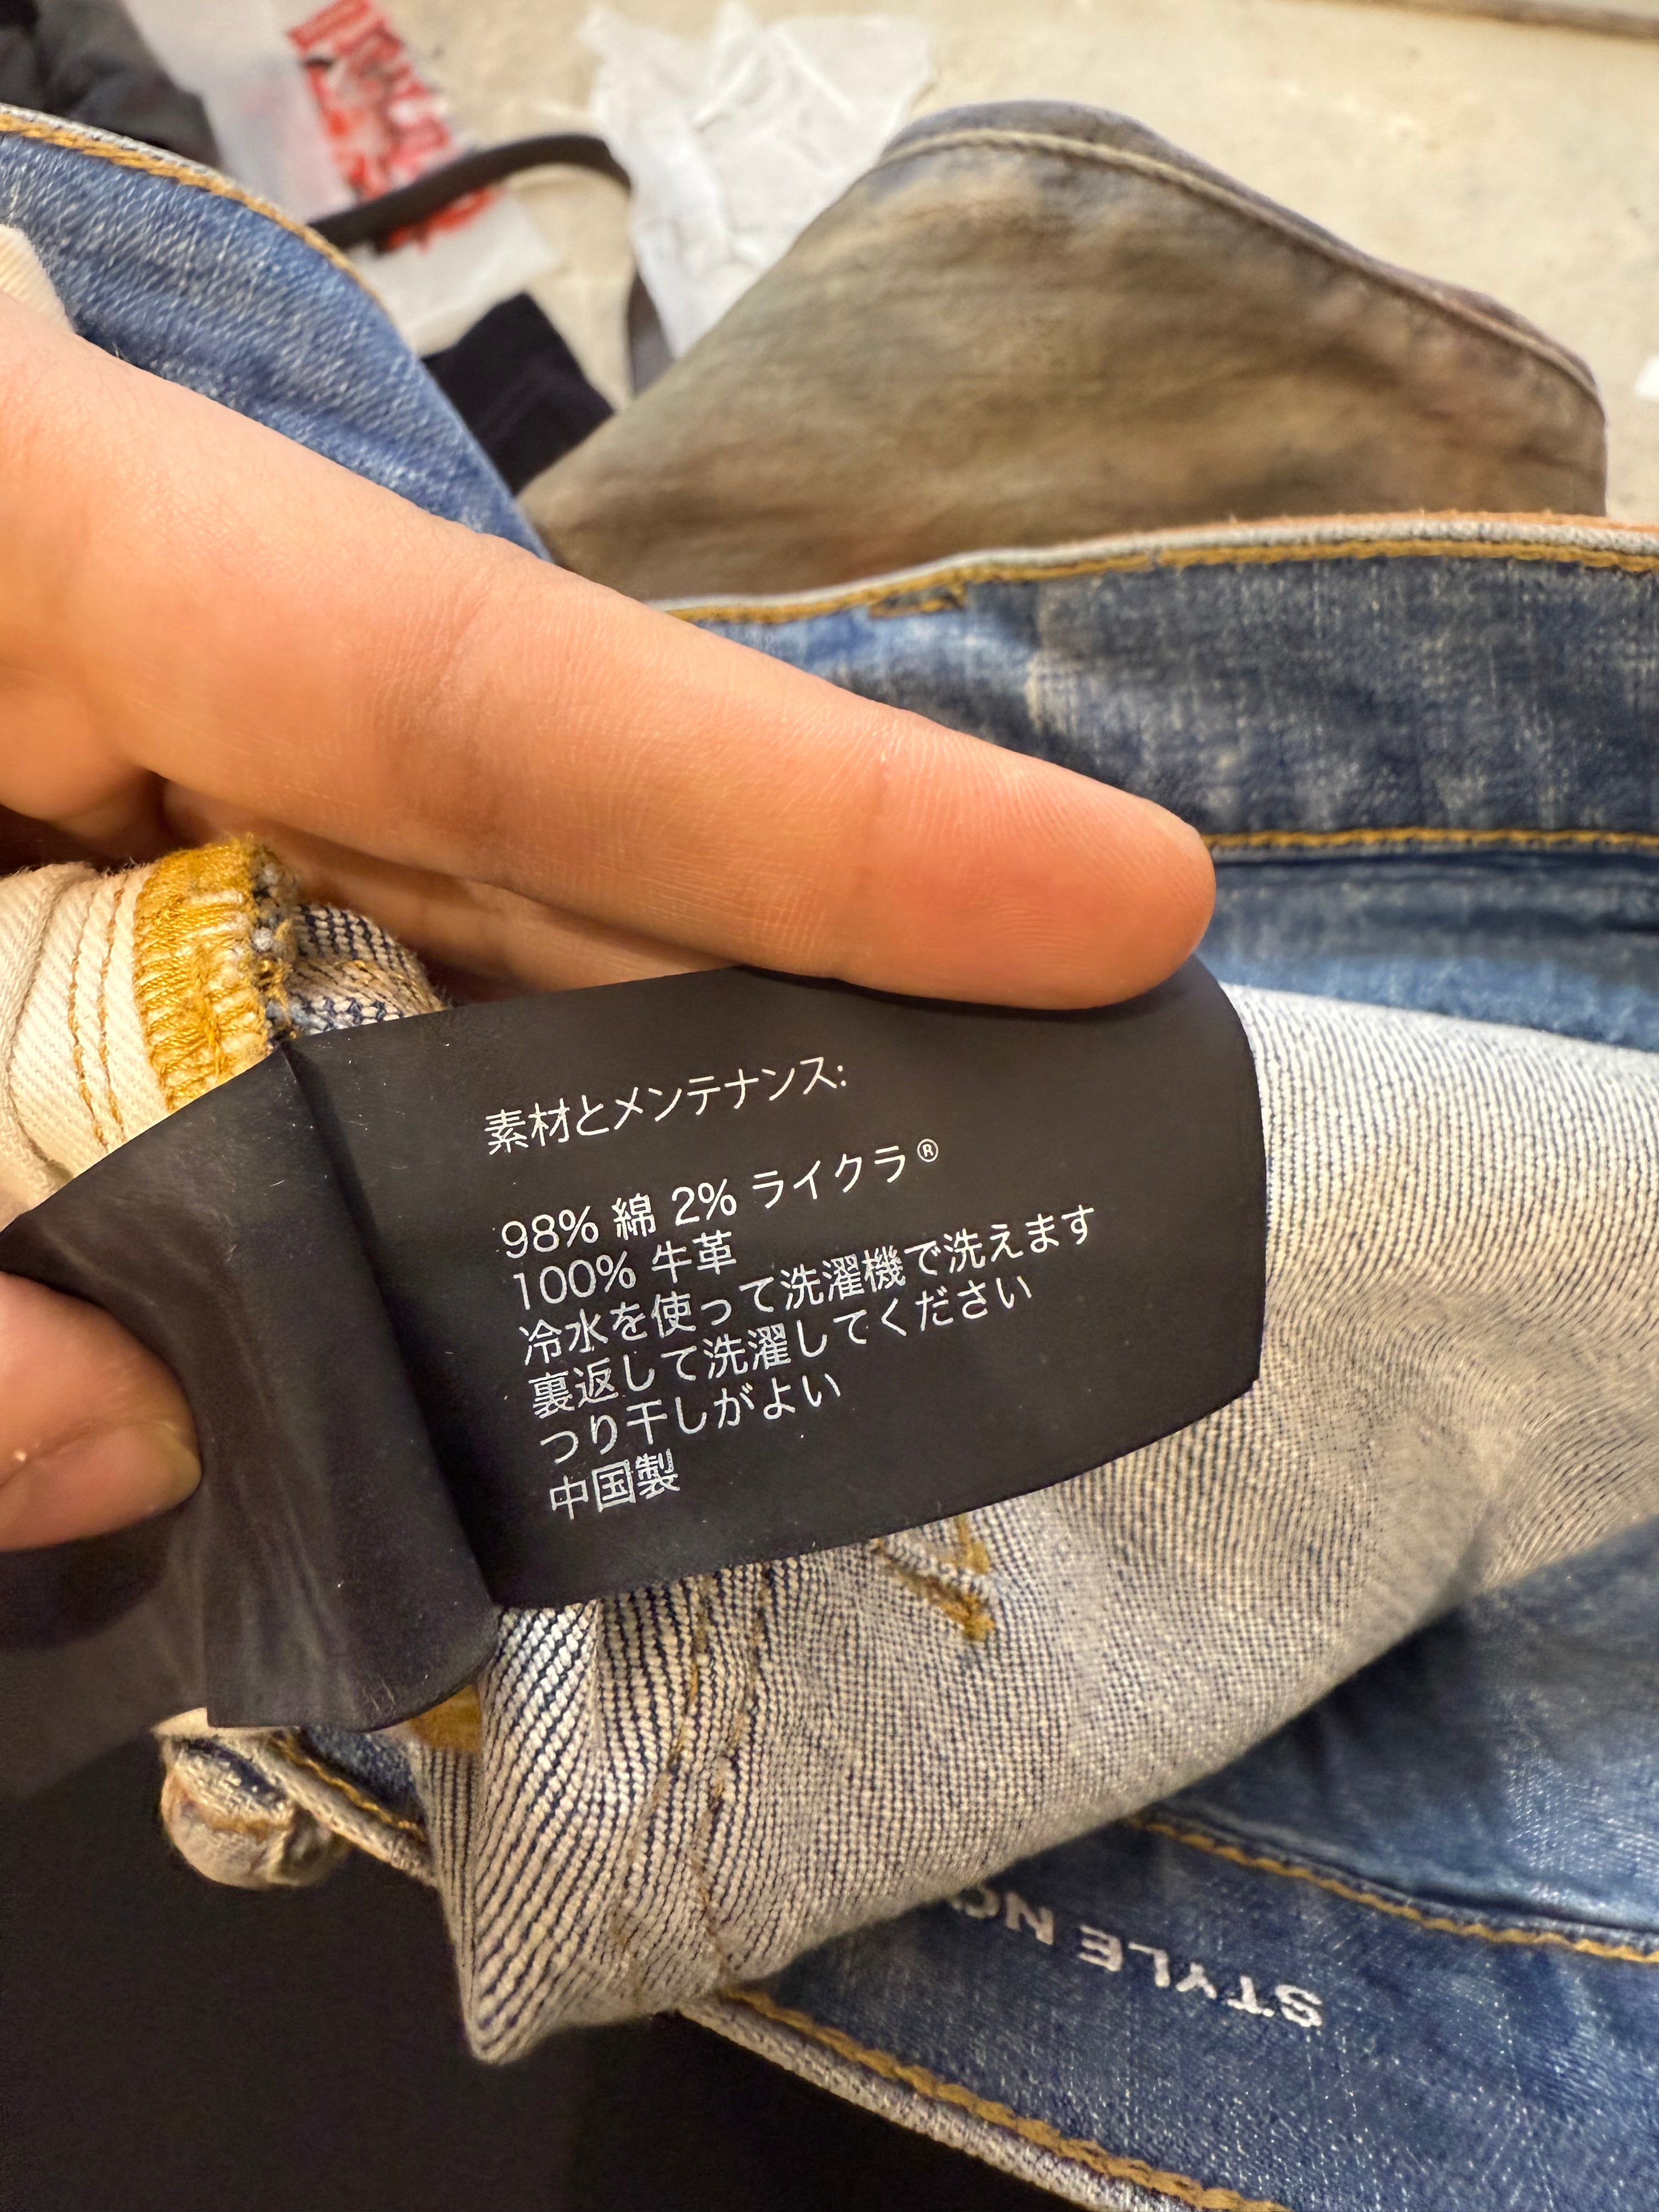 素材とメンテナンス:
98% 綿 2% ライクラ®
100% 牛革
冷水を使って洗濯機で洗えます
裏返して洗濯してください
つり干しがよい
中国製
STYLE NO